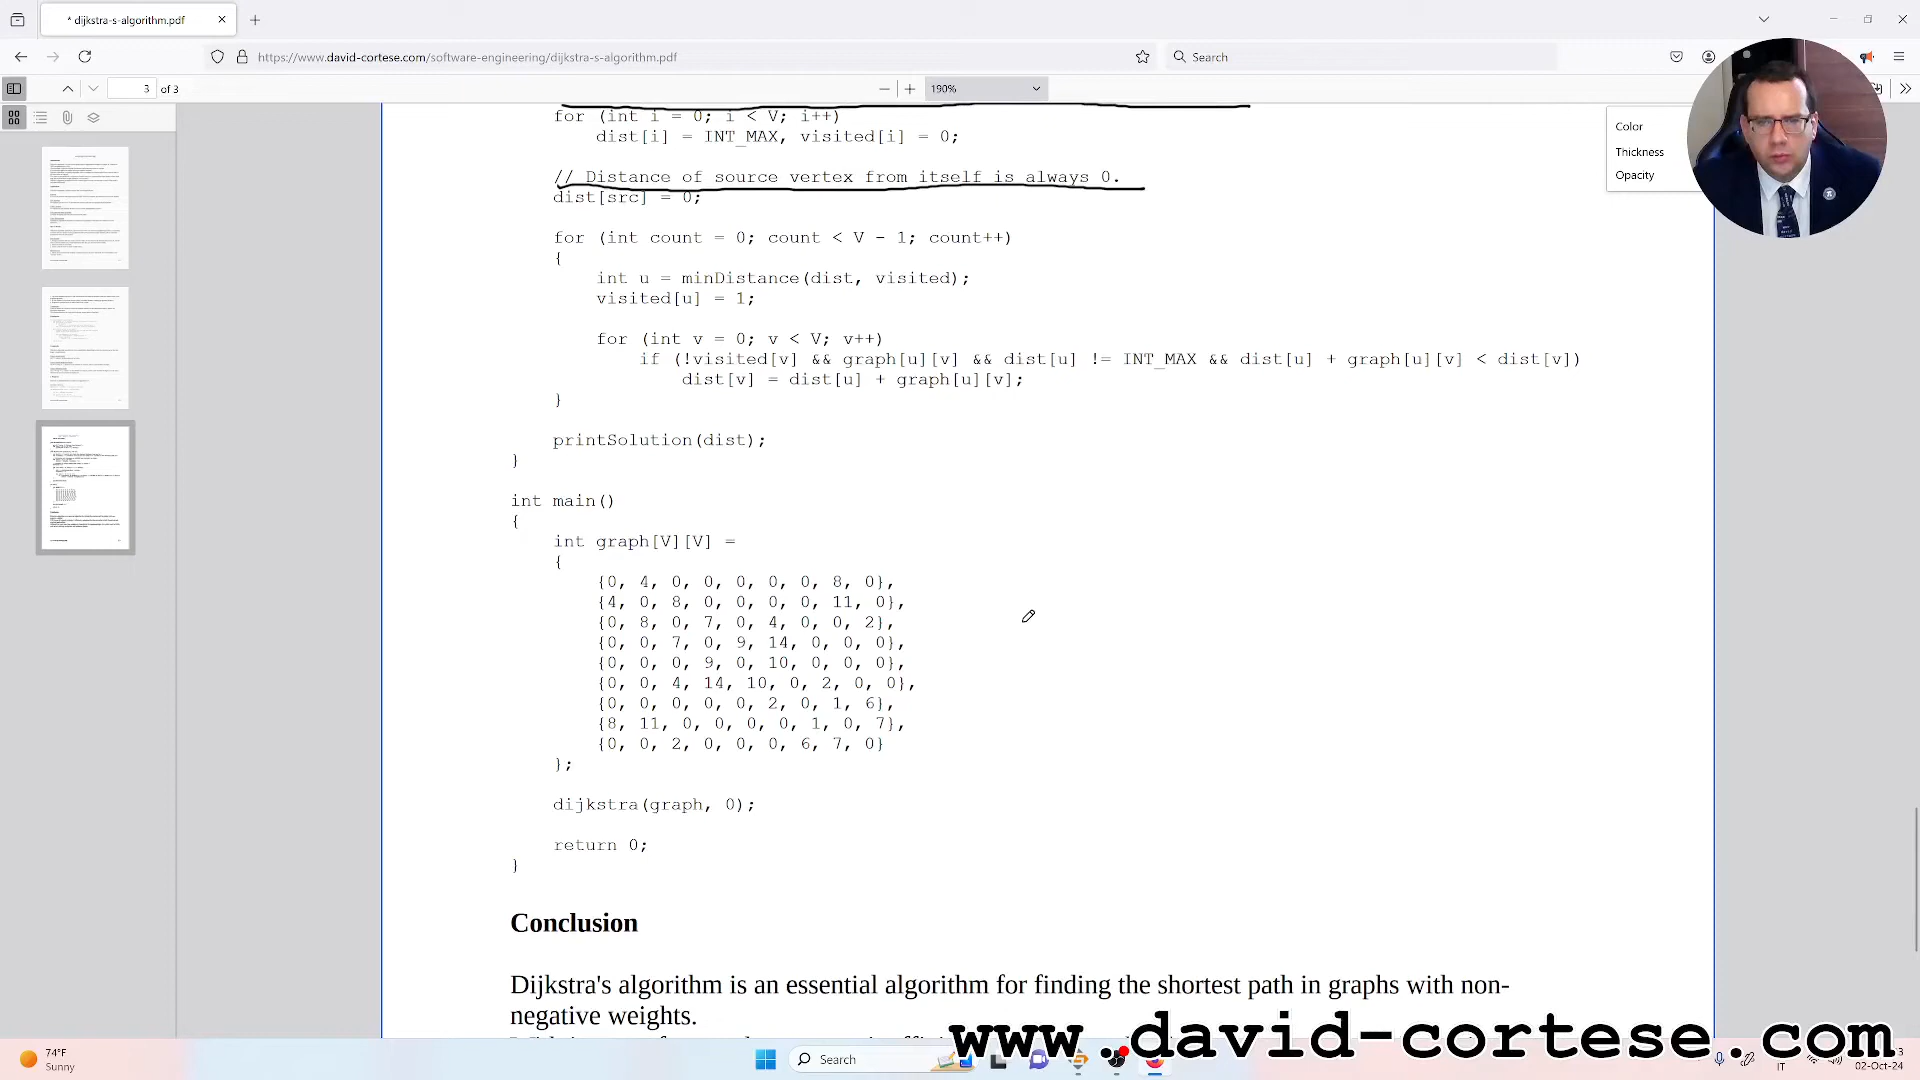 * dijkstra-s-algorithm.pdf
https://www.david-cortese.com/software-engineering/dijkstra-s-algorithm.pdf
Search
3 of 3
190%
Color
Thickness
Opacity
for (int i = 0; i < V; i++)
dist[i] = INT_MAX, visited[i] = 0;
// Distance of source vertex from itself is always 0.
dist[src] = 0;
for (int count = 0; count < V - 1; count++)
{
int u = minDistance(dist, visited);
visited[u] = 1;
for (int v = 0; v < V; v++)
if (!visited[v] && graph[u][v] && dist[u] != INT_MAX && dist[u] + graph[u][v] < dist[v])
dist[v] = dist[u] + graph[u][v];
}
printSolution(dist);
}
int main()
{
int graph[V][V] =
{
{0, 4, 0, 0, 0, 0, 0, 8, 0},
{4, 0, 8, 0, 0, 0, 0, 11, 0},
{0, 8, 0, 7, 0, 4, 0, 0, 2},
{0, 0, 7, 0, 9, 14, 0, 0, 0},
{0, 0, 0, 9, 0, 10, 0, 0, 0},
{0, 0, 4, 14, 10, 0, 2, 0, 0},
{0, 0, 0, 0, 0, 2, 0, 1, 6},
{8, 11, 0, 0, 0, 0, 1, 0, 7},
{0, 0, 2, 0, 0, 0, 6, 7, 0}
};
dijkstra(graph, 0);
return 0;
}
Conclusion
Dijkstra's algorithm is an essential algorithm for finding the shortest path in graphs with non-
negative weights.
www.david-cortese.com
74°F
Sunny
Search
IT
02-Oct-24